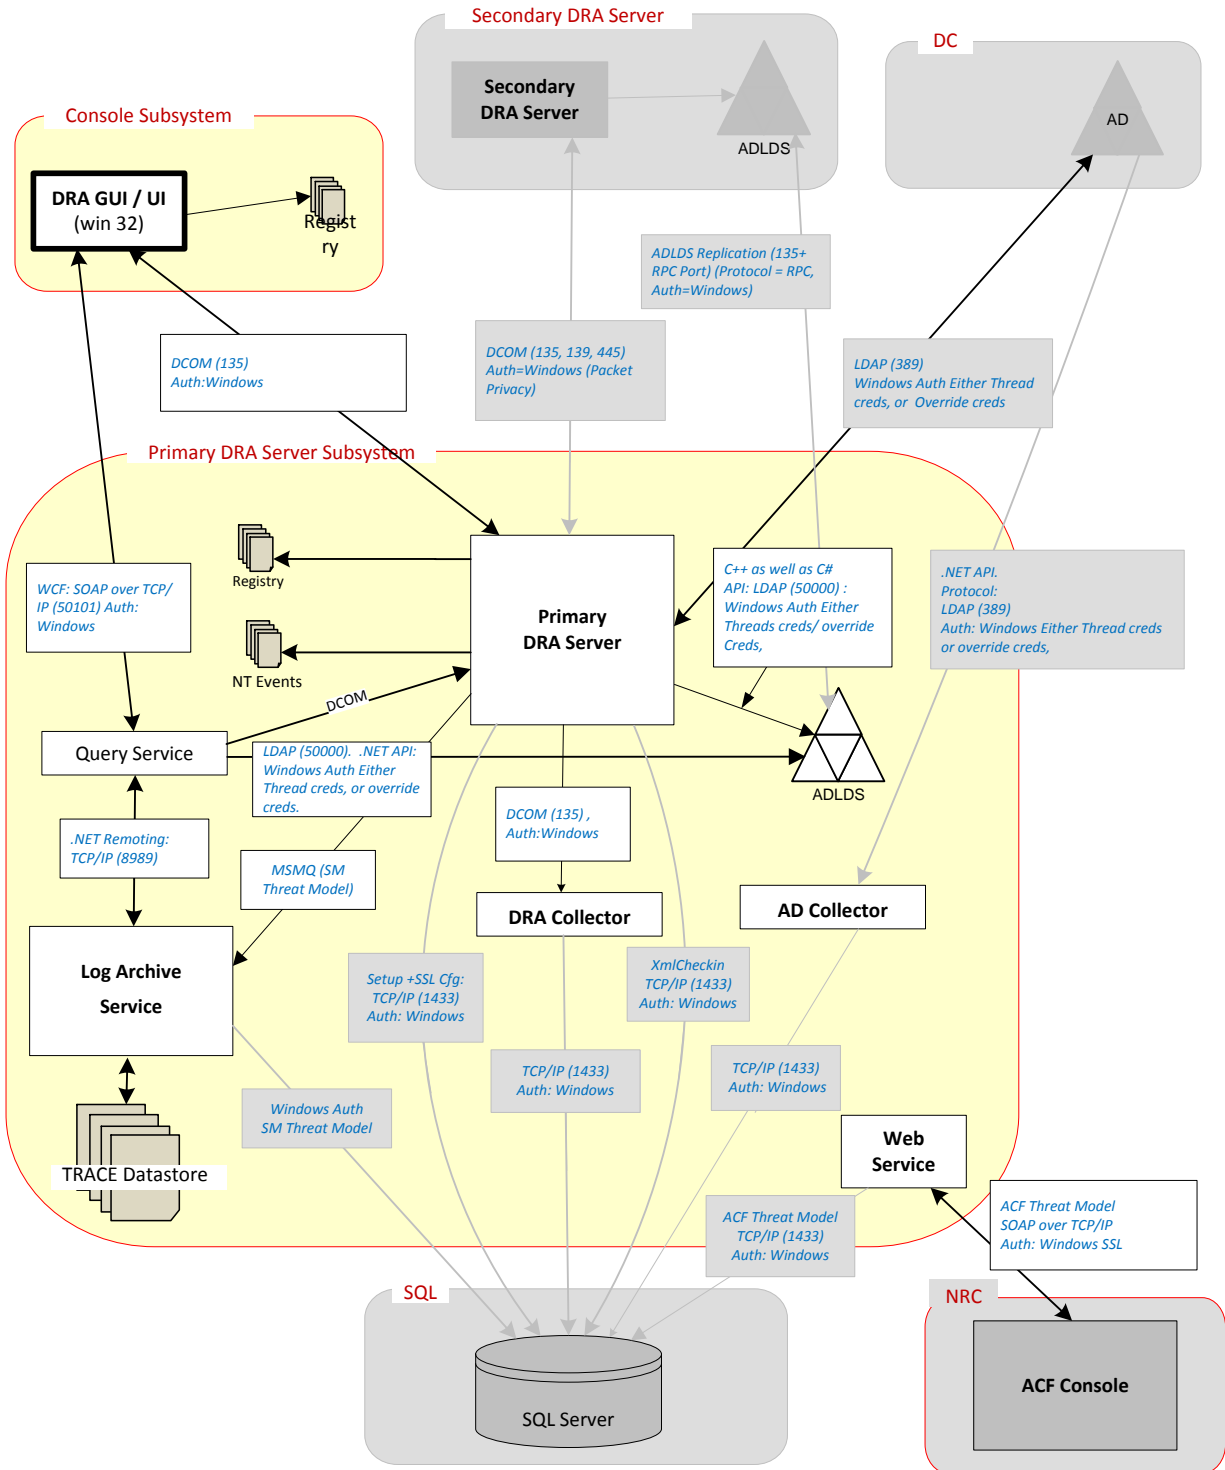 Secondary DRA Server
DC
Secondary
DRA Server
ADLDS
AD
Console Subsystem
DRA GUI / UI
(win 32)
Regist
ry
ADLDS Replication (135+
RPC Port) (Protocol = RPC,
Auth=Windows)
DCOM (135)
Auth:Windows
DCOM (135, 139, 445)
Auth=Windows (Packet
Privacy)
LDAP (389)
Windows Auth Either Thread
creds, or Override creds
Primary DRA Server Subsystem
Registry
WCF: SOAP over TCP/
IP (50101) Auth:
Windows
NT Events
Primary
DRA Server
C++ as well as C#
API: LDAP (50000) :
Windows Auth Either
Threads creds/ override
Creds,
.NET API.
Protocol:
LDAP (389)
Auth: Windows Either Thread creds
or override creds,
DCOM
Query Service
LDAP (50000). .NET API:
Windows Auth Either
Thread creds, or override
creds.
ADLDS
.NET Remoting:
TCP/IP (8989)
MSMQ (SM
Threat Model)
DCOM (135) ,
Auth:Windows
DRA Collector
AD Collector
Log Archive
Service
Setup +SSL Cfg:
TCP/IP (1433)
Auth: Windows
XmlCheckin
TCP/IP (1433)
Auth: Windows
TCP/IP (1433)
Auth: Windows
TCP/IP (1433)
Auth: Windows
Windows Auth
SM Threat Model
TRACE Datastore
Web
Service
ACF Threat Model
TCP/IP (1433)
Auth: Windows
ACF Threat Model
SOAP over TCP/IP
Auth: Windows SSL
SQL
SQL Server
NRC
ACF Console